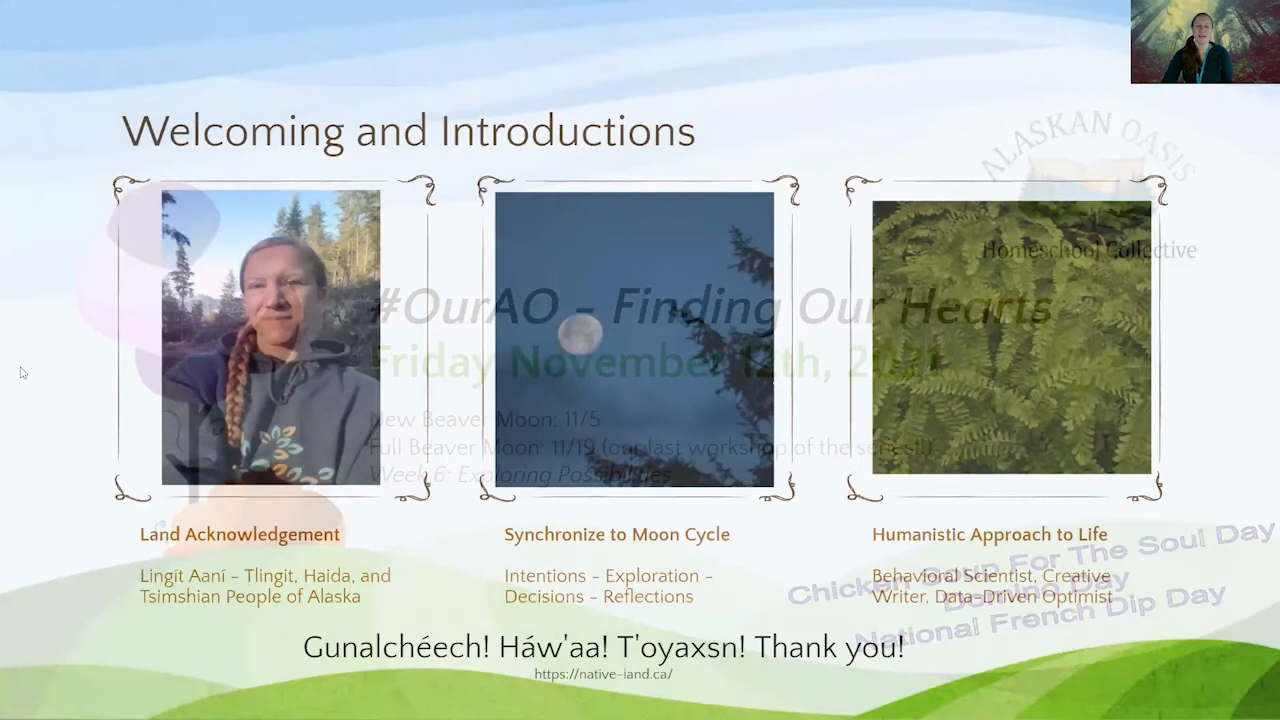 Welcoming and Introductions
ALASKAN OASIS
Homeschool Collective
#OurAO - Finding Our Hearts
Friday November 12th, 2021
New Beaver Moon: 11/5
Full Beaver Moon: 11/19 (our last workshop of the series!)
Week 6: Exploring Possibilities
Land Acknowledgement
Lingít Aaní - Tlingit, Haida, and
Tsimshian People of Alaska
Synchronize to Moon Cycle
Intentions - Exploration -
Decisions - Reflections
Humanistic Approach to Life
Behavioral Scientist, Creative
Writer, Data-Driven Optimist
Chicken Soup For The Soul Day
Domino Day
National French Dip Day
Gunalchéech! Háw'aa! T'oyaxsn! Thank you!
https://native-land.ca/